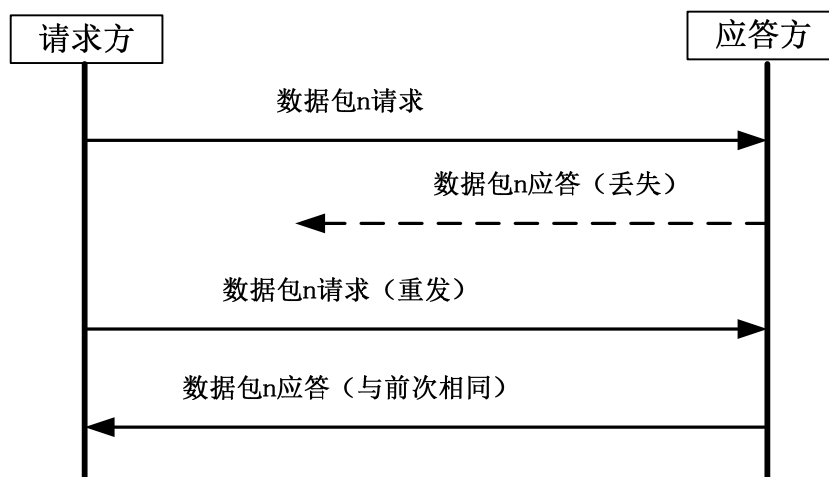 请求方
应答方
数据包n请求
数据包n应答（丢失）
数据包n请求（重发）
数据包n应答（与前次相同）